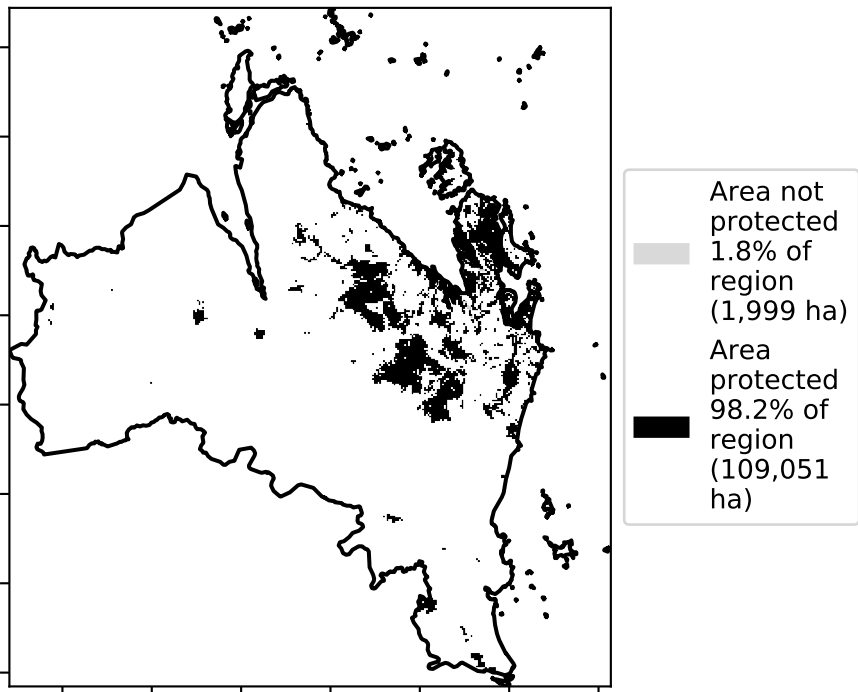 Area not
protected
1.8% of
region
(1,999 ha)
Area
protected
98.2% of
region
(109,051
ha)